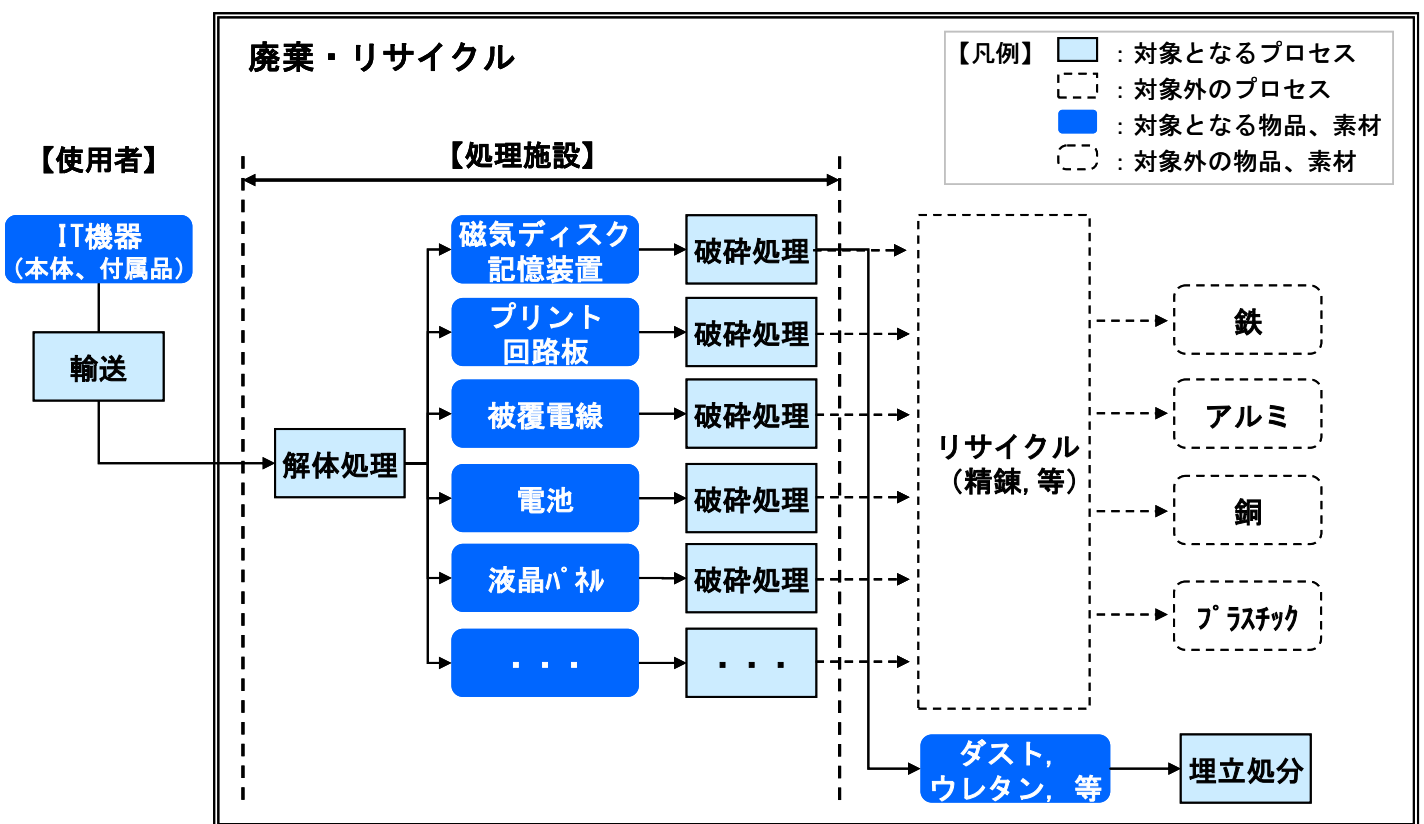 廃棄・リサイクル
【凡例】
：対象となるプロセス
：対象外のプロセス
：対象となる物品、素材
：対象外の物品、素材
【使用者】
【処理施設】
IT機器
(本体、付属品)
輸送
解体処理
磁気ディスク
記憶装置
破砕処理
プリント
回路板
破砕処理
被覆電線
破砕処理
電池
破砕処理
液晶ﾊﾟﾈﾙ
破砕処理
・・・
・・・
リサイクル
（精錬,等）
鉄
アルミ
銅
ﾌﾟﾗｽﾁｯｸ
ダスト,
ウレタン, 等
埋立処分